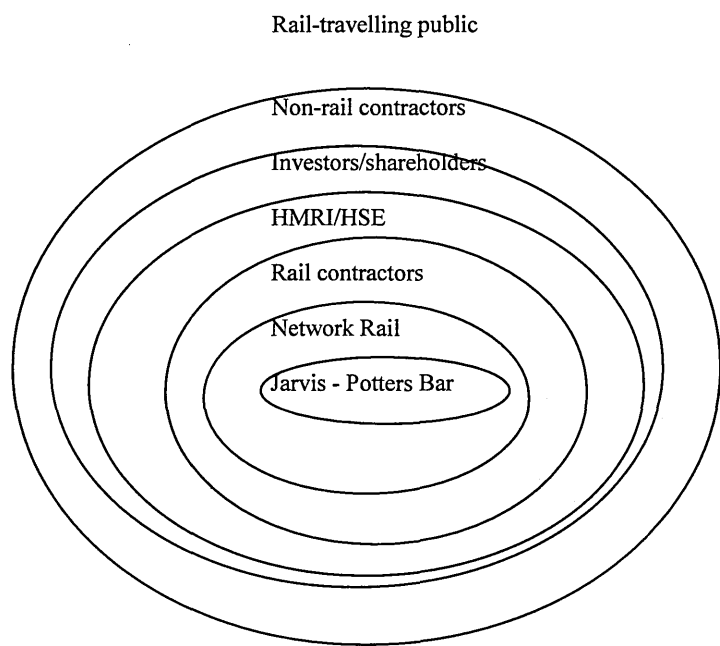 Rail-travelling public
Non-rail contractors
Investors/shareholders
HMRI/HSE
Rail contractors
Network Rail
Jarvis - Potters Bar